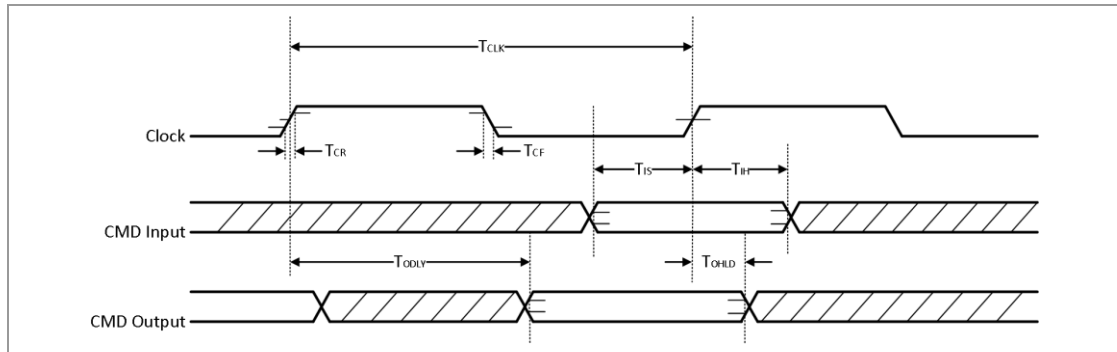 TCLK
Clock
TCR
TCF
TIS
TIH
CMD Input
TODLY
TOHLD
CMD Output